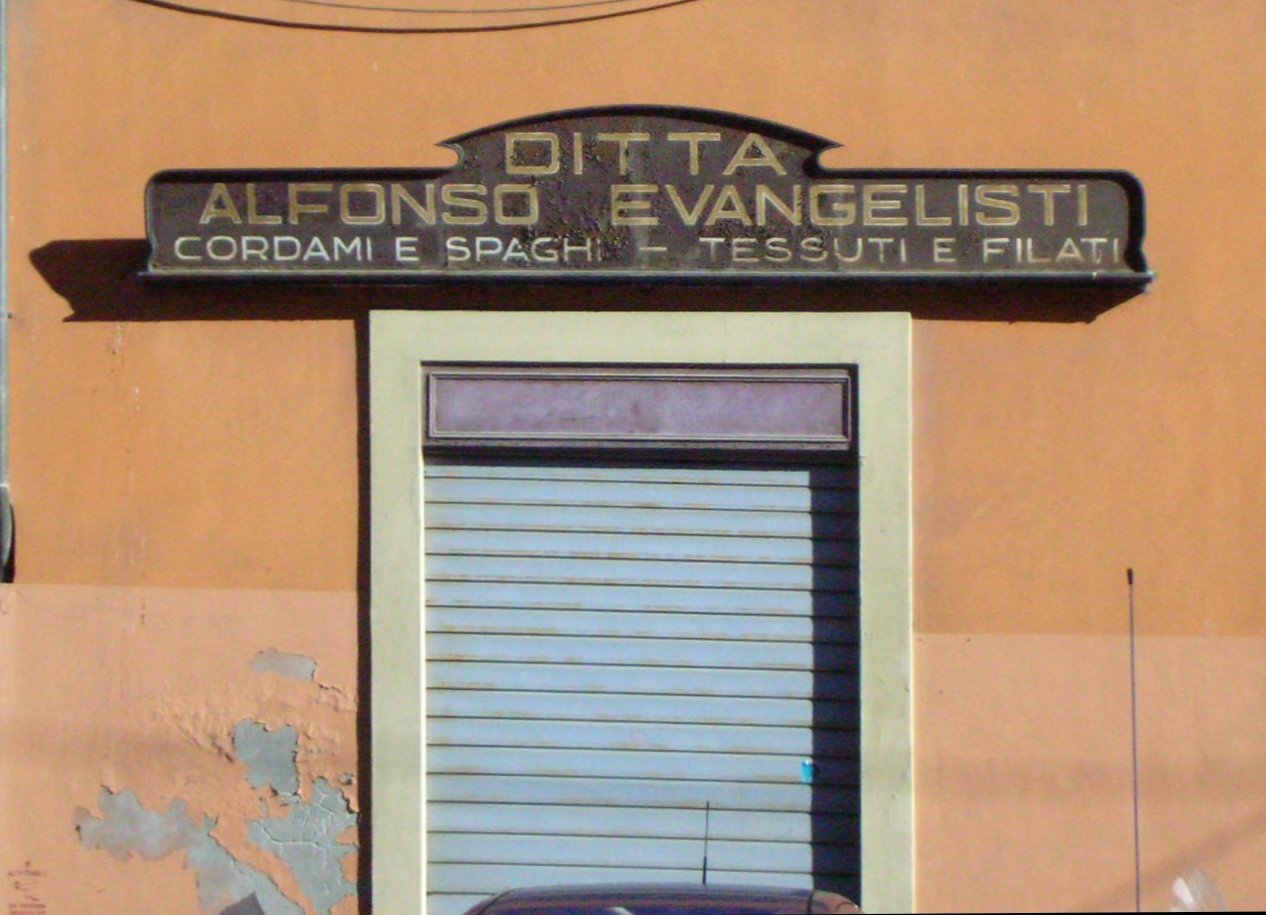 DITTA
ALFONSO EVANGELISTI
CORDAMI E SPAGHI — TESSUTI E FILATI